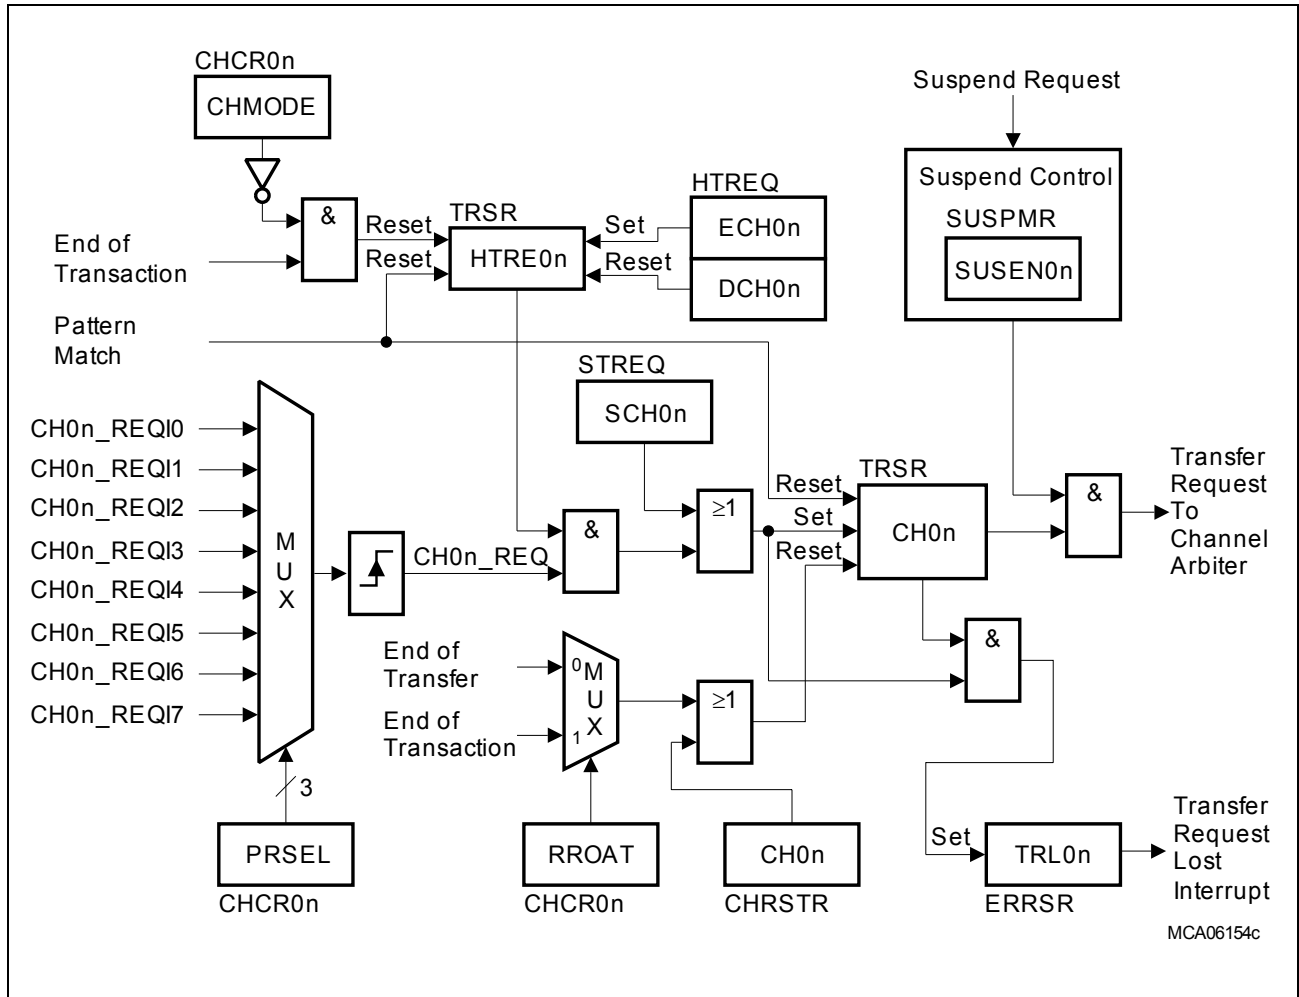 CHCR0n
CHMODE
Suspend Request
Suspend Control
SUSPMR
SUSEN0n
HTREQ
ECH0n
DCH0n
Set
Reset
TRSR
HTRE0n
Reset
Reset
&
End of
Transaction
Pattern
Match
STREQ
SCH0n
CH0n_REQI0
CH0n_REQI1
CH0n_REQI2
CH0n_REQI3
CH0n_REQI4
CH0n_REQI5
CH0n_REQI6
CH0n_REQI7
M
U
X
CH0n_REQ
&
≥1
Reset
Set
Reset
TRSR
CH0n
&
Transfer
Request
To
Channel
Arbiter
End of
Transfer
End of
Transaction
0
1
M
U
X
≥1
&
3
PRSEL
CHCR0n
RROAT
CHCR0n
CH0n
CHRSTR
Set
TRL0n
ERRSR
Transfer
Request
Lost
Interrupt
MCA06154c